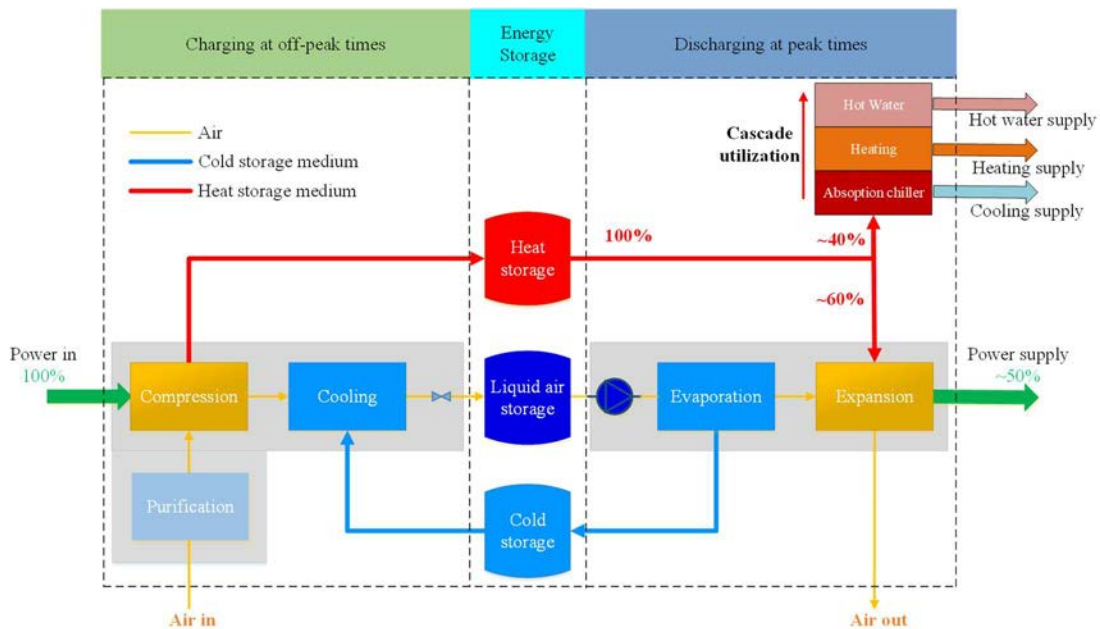 Charging at off-peak times
Energy
Storage
Discharging at peak times
Air
Cold storage medium
Heat storage medium
Cascade
utilization
Hot Water
Hot water supply
Heating
Heating supply
Absoption chiller
Cooling supply
Heat
storage
100%
~40%
~60%
Power in
100%
Compression
Cooling
Liquid air
storage
Evaporation
Expansion
Power supply
~50%
Purification
Cold
storage
Air in
Air out